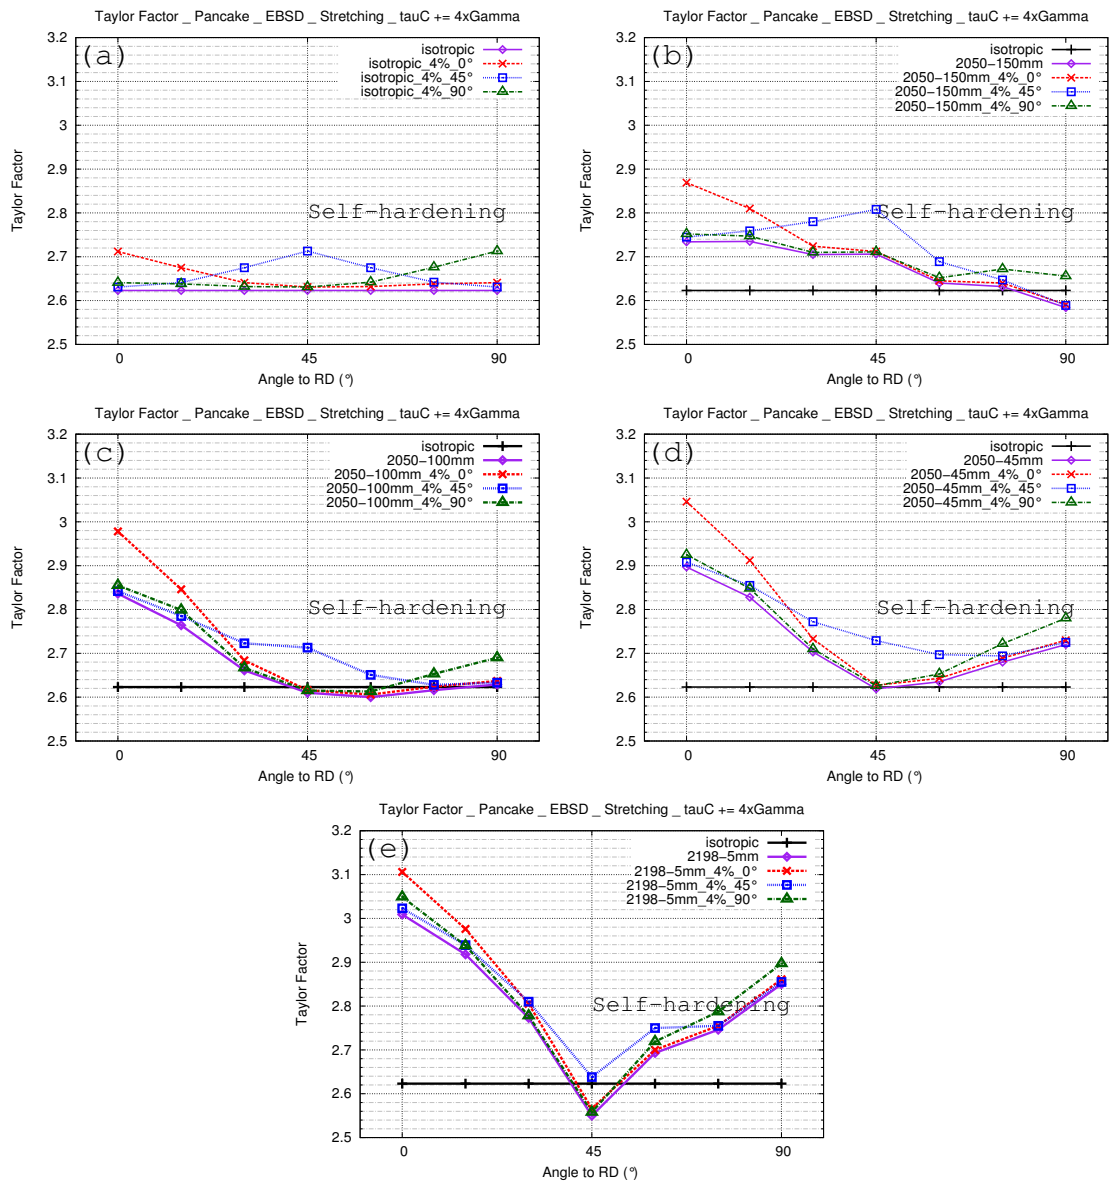 Taylor Factor _ Pancake _ EBSD _ Stretching _ tauC += 4xGamma
(a)
isotropic
isotropic_4%_0°
isotropic_4%_45°
isotropic_4%_90°
Self-hardening
Taylor Factor
3.2
3.1
3
2.9
2.8
2.7
2.6
2.5
0
45
90
Angle to RD (°)
Taylor Factor _ Pancake _ EBSD _ Stretching _ tauC += 4xGamma
(b)
isotropic
2050-150mm
2050-150mm_4%_0°
2050-150mm_4%_45°
2050-150mm_4%_90°
Self-hardening
Taylor Factor
3.2
3.1
3
2.9
2.8
2.7
2.6
2.5
0
45
90
Angle to RD (°)
Taylor Factor _ Pancake _ EBSD _ Stretching _ tauC += 4xGamma
(c)
isotropic
2050-100mm
2050-100mm_4%_0°
2050-100mm_4%_45°
2050-100mm_4%_90°
Self-hardening
Taylor Factor
3.2
3.1
3
2.9
2.8
2.7
2.6
2.5
0
45
90
Angle to RD (°)
Taylor Factor _ Pancake _ EBSD _ Stretching _ tauC += 4xGamma
(d)
isotropic
2050-45mm
2050-45mm_4%_0°
2050-45mm_4%_45°
2050-45mm_4%_90°
Self-hardening
Taylor Factor
3.2
3.1
3
2.9
2.8
2.7
2.6
2.5
0
45
90
Angle to RD (°)
Taylor Factor _ Pancake _ EBSD _ Stretching _ tauC += 4xGamma
(e)
isotropic
2198-5mm
2198-5mm_4%_0°
2198-5mm_4%_45°
2198-5mm_4%_90°
Self-hardening
Taylor Factor
3.2
3.1
3
2.9
2.8
2.7
2.6
2.5
0
45
90
Angle to RD (°)